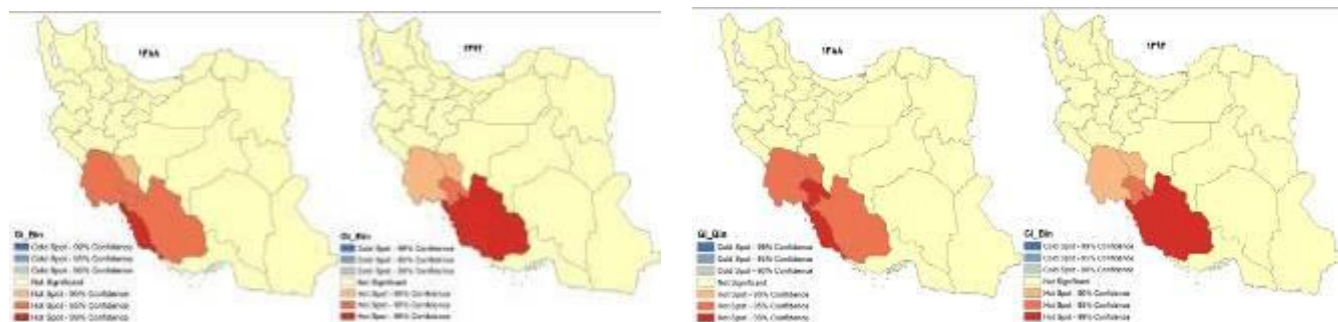 ۱۳۸۸
Gi_Bin
Cold Spot - 99% Confidence
Cold Spot - 95% Confidence
Cold Spot - 90% Confidence
Not Significant
Hot Spot - 90% Confidence
Hot Spot - 95% Confidence
Hot Spot - 99% Confidence
Gi_Bin
Cold Spot - 99% Confidence
Cold Spot - 95% Confidence
Cold Spot - 90% Confidence
Not Significant
Hot Spot - 90% Confidence
Hot Spot - 95% Confidence
Hot Spot - 99% Confidence
۱۳۸۸
Gi_Bin
Cold Spot - 99% Confidence
Cold Spot - 95% Confidence
Cold Spot - 90% Confidence
Not Significant
Hot Spot - 90% Confidence
Hot Spot - 95% Confidence
Hot Spot - 99% Confidence
۱۳۹۳
Gi_Bin
Cold Spot - 99% Confidence
Cold Spot - 95% Confidence
Cold Spot - 90% Confidence
Not Significant
Hot Spot - 90% Confidence
Hot Spot - 95% Confidence
Hot Spot - 99% Confidence